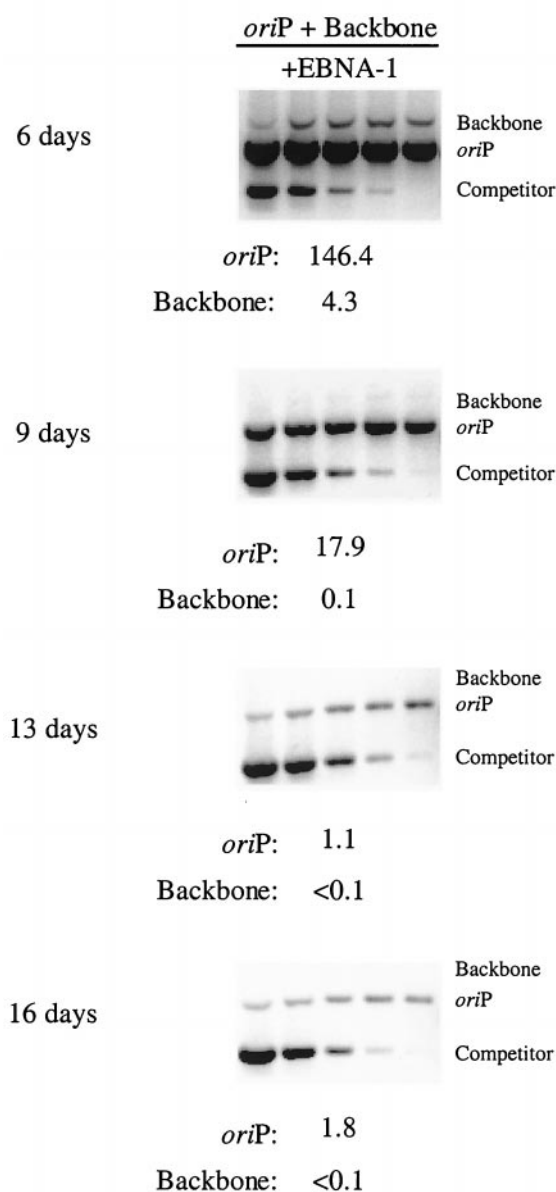 oriP + Backbone
+EBNA-1
6 days
Backbone
oriP
Competitor
oriP: 146.4
Backbone: 4.3
9 days
Backbone
oriP
Competitor
oriP: 17.9
Backbone: 0.1
13 days
Backbone
oriP
Competitor
oriP: 1.1
Backbone: <0.1
16 days
Backbone
oriP
Competitor
oriP: 1.8
Backbone: <0.1